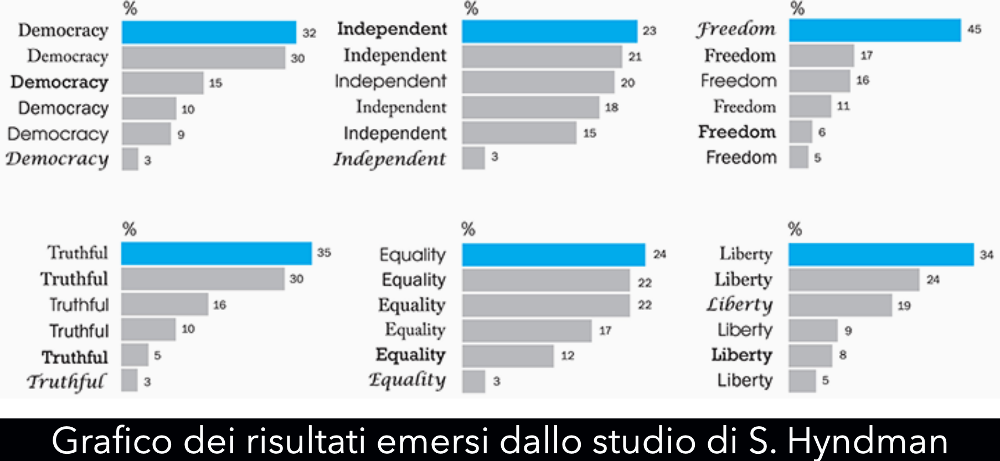 %
Democracy 32
Democracy 30
Democracy 15
Democracy 10
Democracy 9
Democracy 3
%
Independent 23
Independent 21
Independent 20
Independent 18
Independent 15
Independent 3
%
Freedom 45
Freedom 17
Freedom 16
Freedom 11
Freedom 6
Freedom 5
%
Truthful 35
Truthful 30
Truthful 16
Truthful 10
Truthful 5
Truthful 3
%
Equality 24
Equality 22
Equality 22
Equality 17
Equality 12
Equality 3
%
Liberty 34
Liberty 24
Liberty 19
Liberty 9
Liberty 8
Liberty 5
Grafico dei risultati emersi dallo studio di S. Hyndman